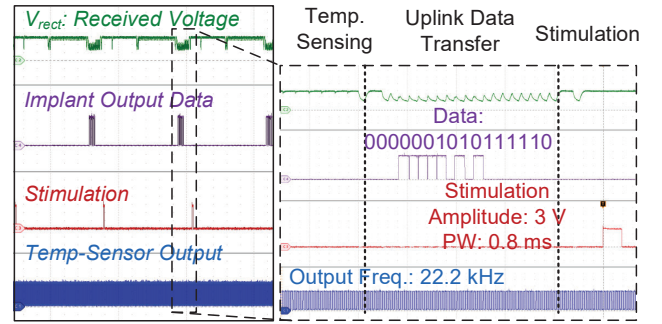 V_rect: Received Voltage
Implant Output Data
Stimulation
Temp-Sensor Output
Temp.
Sensing
Uplink Data
Transfer
Stimulation
Data:
0000001010111110
Stimulation
Amplitude: 3 V
PW: 0.8 ms
Output Freq.: 22.2 kHz